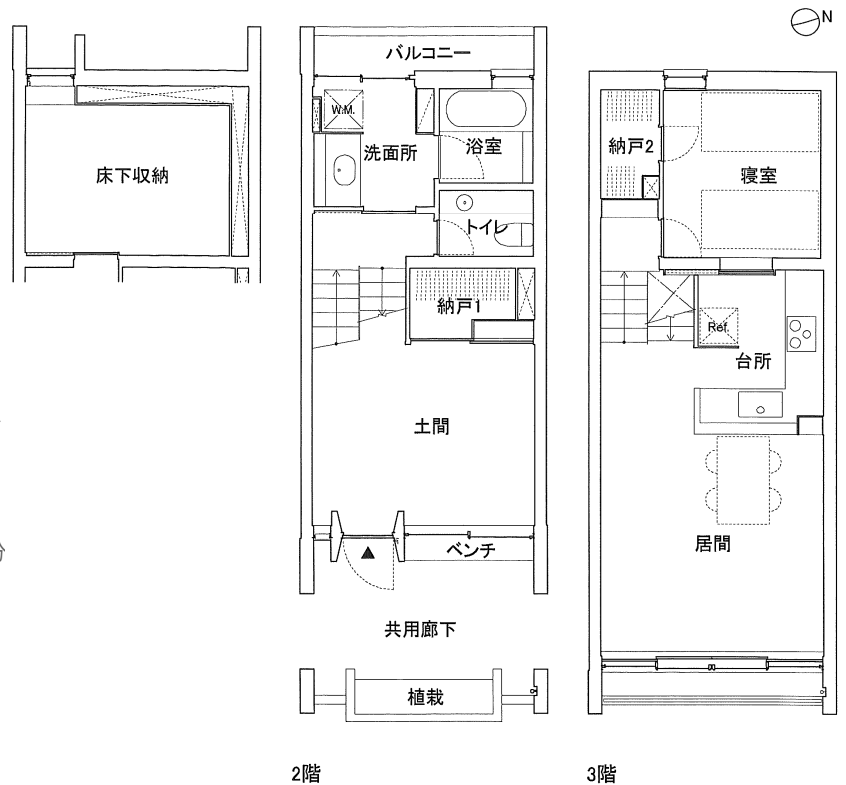 N
バルコニー
W.M.
洗面所
浴室
床下収納
トイレ
納戸1
土間
ベンチ
共用廊下
植栽
2階
納戸2
寝室
Ref.
台所
居間
3階